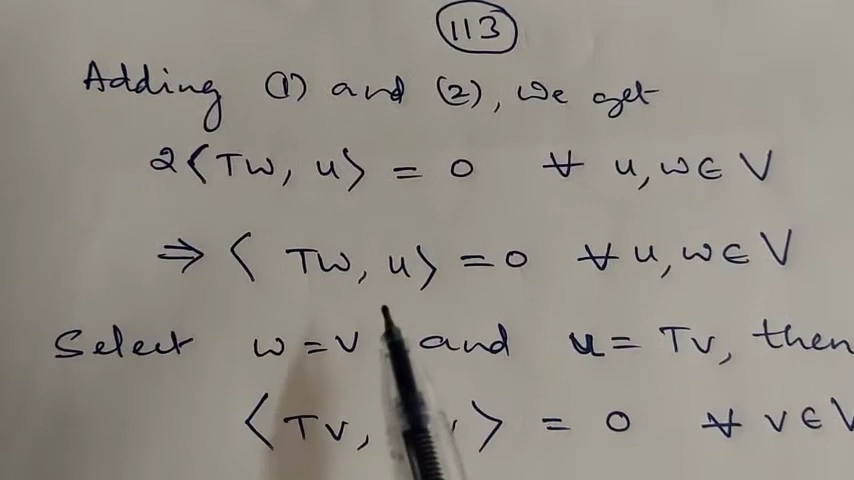 113
Adding (1) and (2), we get
2⟨Tw, u⟩ = 0 ∀ u, w ∈ V
⇒ ⟨Tw, u⟩ = 0 ∀ u, w ∈ V
Select w = v and u = Tv, then
⟨Tv, ⟩ = 0 ∀ v ∈ V